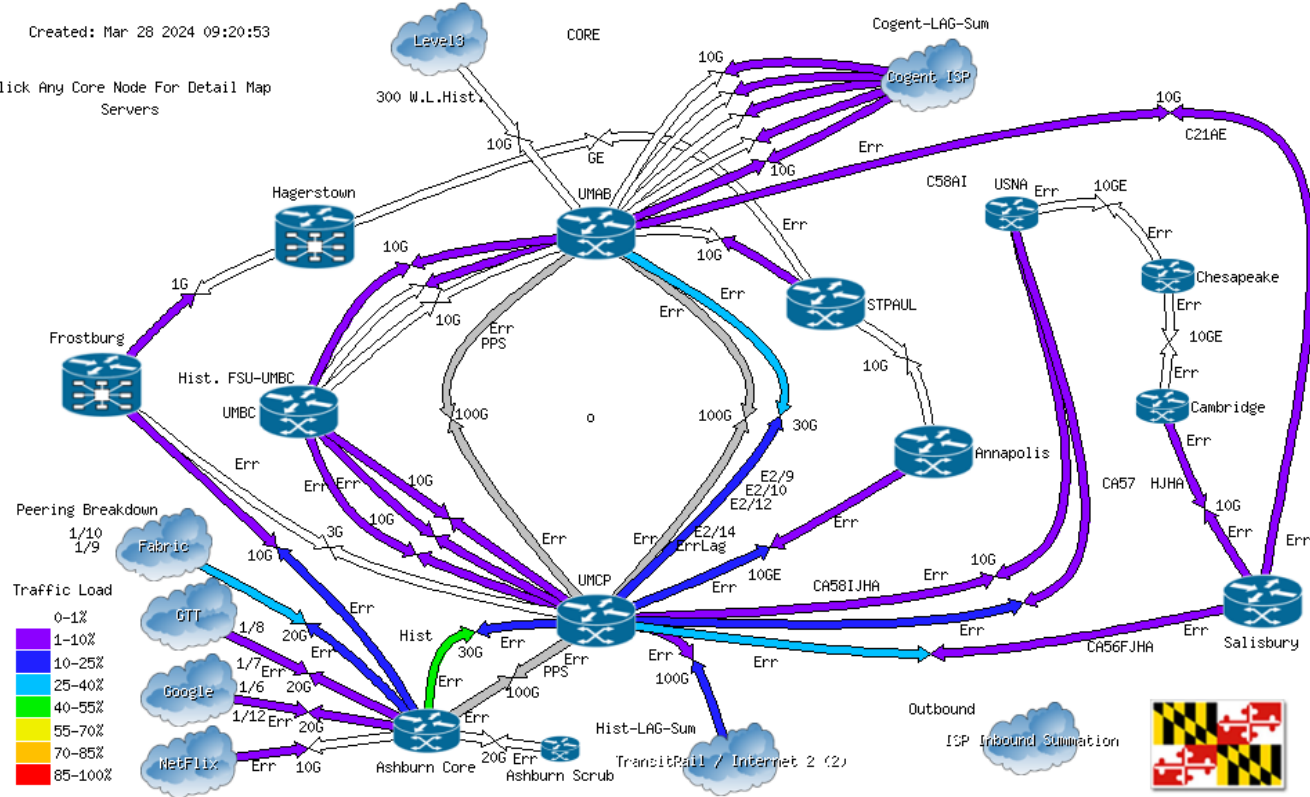 Created: Mar 28 2024 09:20:53
Level3
CORE
Cogent-LAG-Sum
10G
Cogent ISP
lick Any Core Node For Detail Map
Servers
300 W.L.Hist.
10G
10G
GE
Err
C21AE
10G
Hagerstown
UMAB
C58AI
USNA
Err
10GE
Err
Err
10G
10G
1G
Err
Chesapeake
Err
STPAUL
10G
Err
PPS
Err
10GE
Frostburg
10G
Err
Hist. FSU-UMBC
UMBC
100G
o
100G
30G
Cambridge
Err
Annapolis
Err
Err
Err
10G
E2/9
E2/10
E2/12
CA57
HJHA
10G
Peering Breakdown
1/10
1/9
Fabric
3G
10G
10G
Err
E2/14
Err
ErrLag
Err
Err
Err
UMCP
10GE
Err
CA58IJHA
Err
10G
Traffic Load
0-1%
1-10%
10-25%
25-40%
40-55%
55-70%
70-85%
85-100%
GTT
1/8
20G
Err
Err
Hist
30G
Err
Err
Err
Err
CA56FJHA
Err
Salisbury
1/7
Err
20G
Err
PPS
100G
100G
Google
1/6
1/12
Err
20G
Err
Hist-LAG-Sum
Outbound
NetFlix
Err
10G
Ashburn Core
20G
Err
Ashburn Scrub
TransitRail / Internet 2 (2)
ISP Inbound Summation